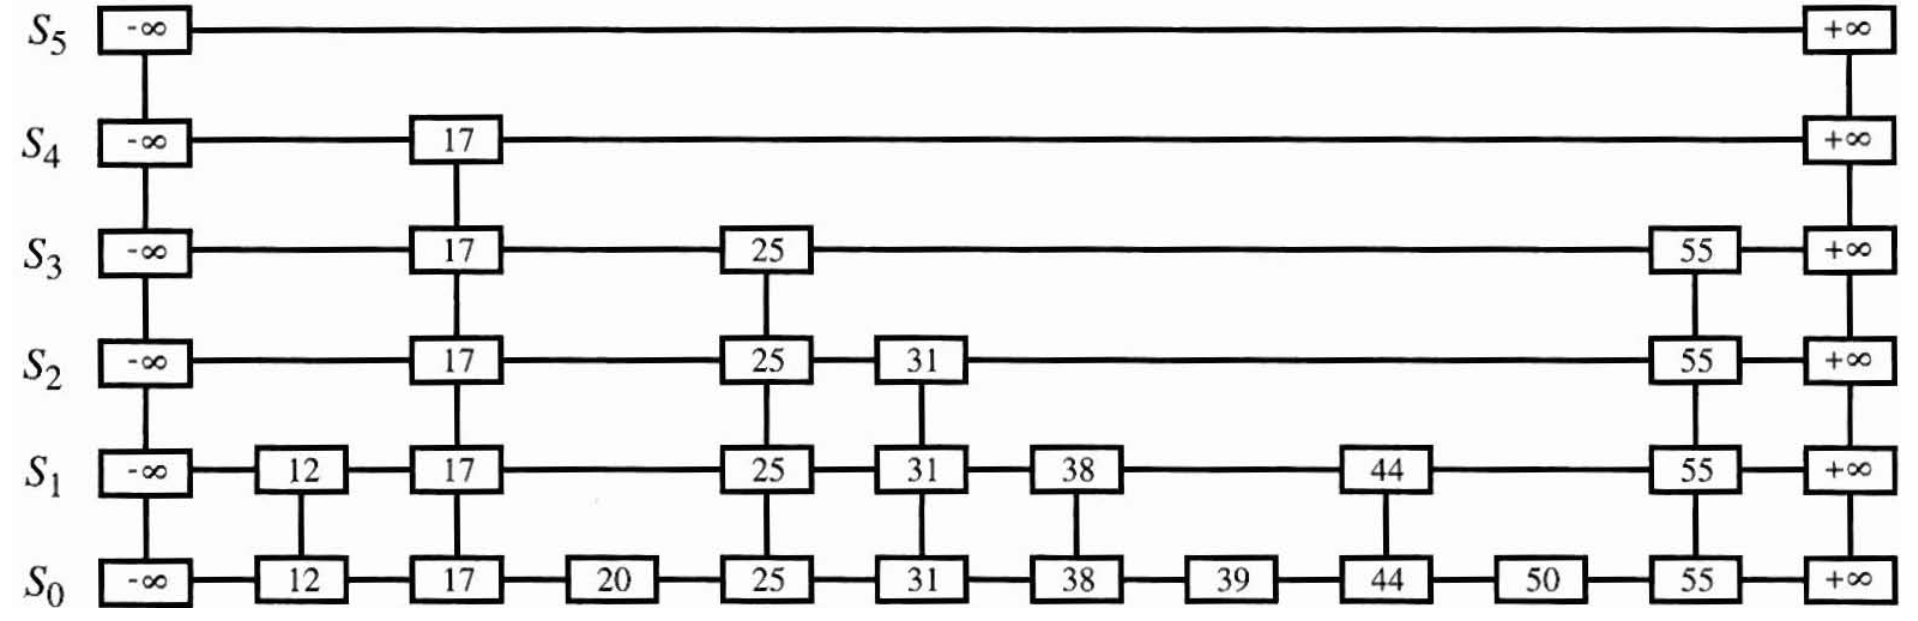 S5 -∞ +∞
S4 -∞ 17 +∞
S3 -∞ 17 25 55 +∞
S2 -∞ 17 25 31 55 +∞
S1 -∞ 12 17 25 31 38 44 55 +∞
S0 -∞ 12 17 20 25 31 38 39 44 50 55 +∞